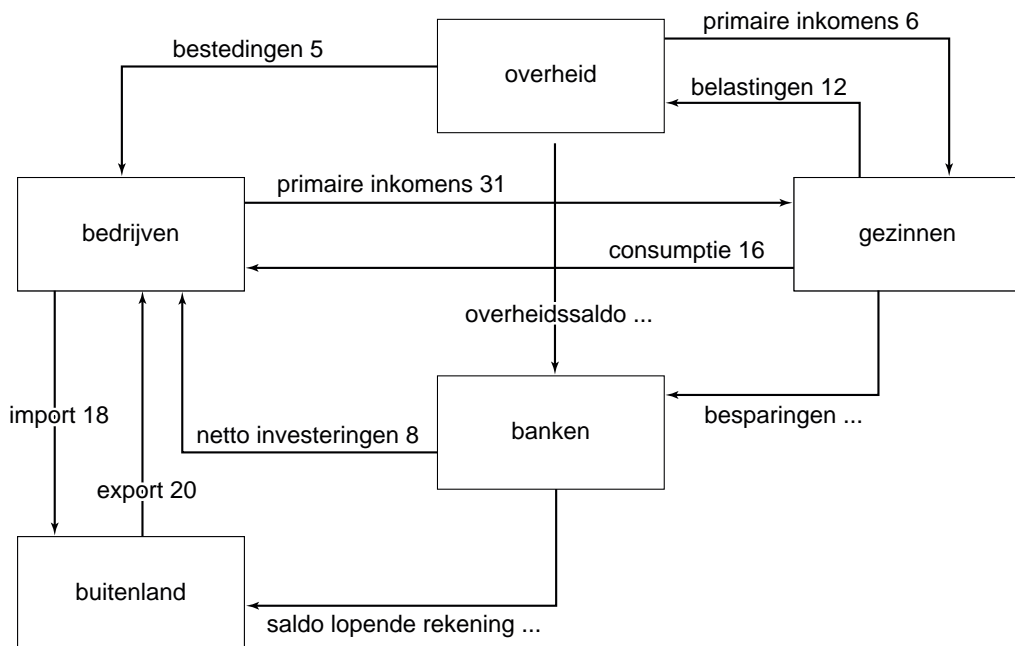 primaire inkomens 6
bestedingen 5
overheid
belastingen 12
primaire inkomens 31
bedrijven
gezinnen
consumptie 16
overheidssaldo ...
import 18
netto investeringen 8
banken
besparingen ...
export 20
buitenland
saldo lopende rekening ...